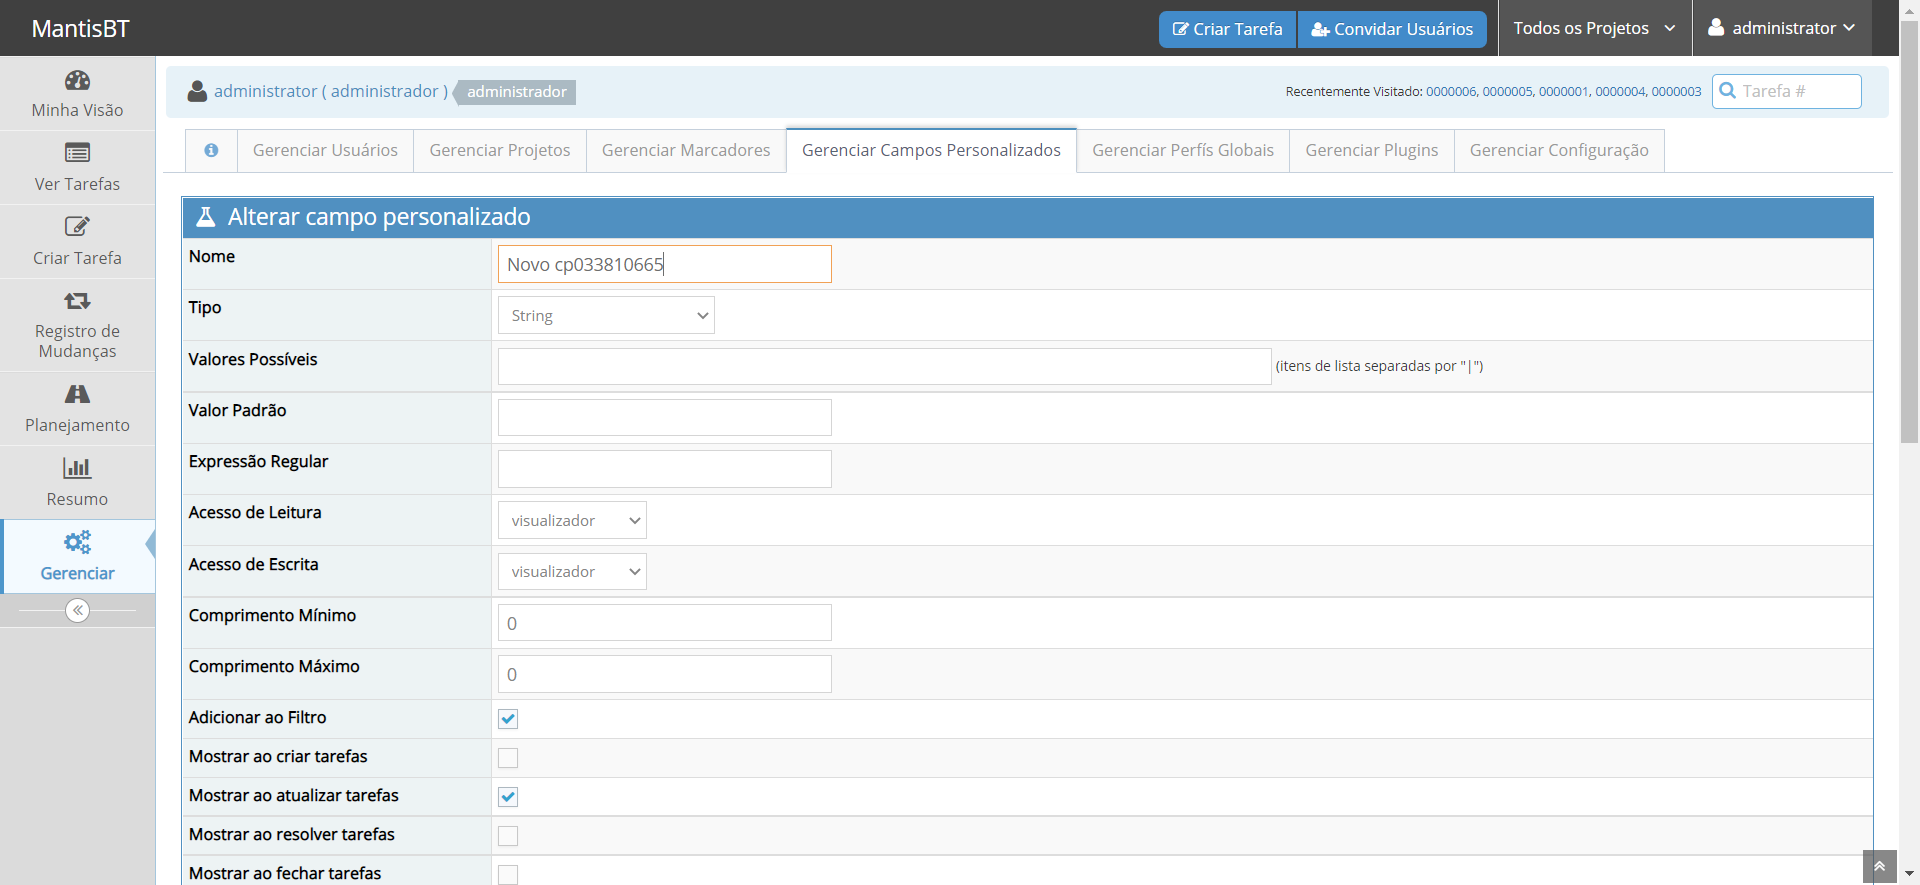 MantisBT
Criar Tarefa
Convidar Usuários
Todos os Projetos
administrator
Minha Visão
Ver Tarefas
Criar Tarefa
Registro de
Mudanças
Planejamento
Resumo
Gerenciar
administrator ( administrador )
administrador
Recentemente Visitado: 0000006, 0000005, 0000001, 0000004, 0000003
Tarefa #
Gerenciar Usuários
Gerenciar Projetos
Gerenciar Marcadores
Gerenciar Campos Personalizados
Gerenciar Perfís Globais
Gerenciar Plugins
Gerenciar Configuração
Alterar campo personalizado
Nome
Novo cp033810665
Tipo
String
Valores Possíveis
(itens de lista separadas por "|")
Valor Padrão
Expressão Regular
Acesso de Leitura
visualizador
Acesso de Escrita
visualizador
Comprimento Mínimo
0
Comprimento Máximo
0
Adicionar ao Filtro
Mostrar ao criar tarefas
Mostrar ao atualizar tarefas
Mostrar ao resolver tarefas
Mostrar ao fechar tarefas